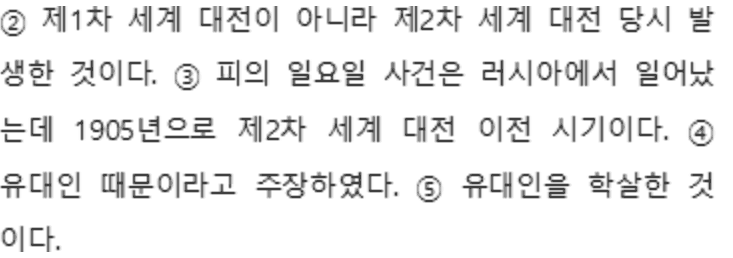 ② 제1차 세계 대전이 아니라 제2차 세계 대전 당시 발
생한 것이다. ③ 피의 일요일 사건은 러시아에서 일어났
는데 1905년으로 제2차 세계 대전 이전 시기이다. ④
유대인 때문이라고 주장하였다. ⑤ 유대인을 학살한 것
이다.